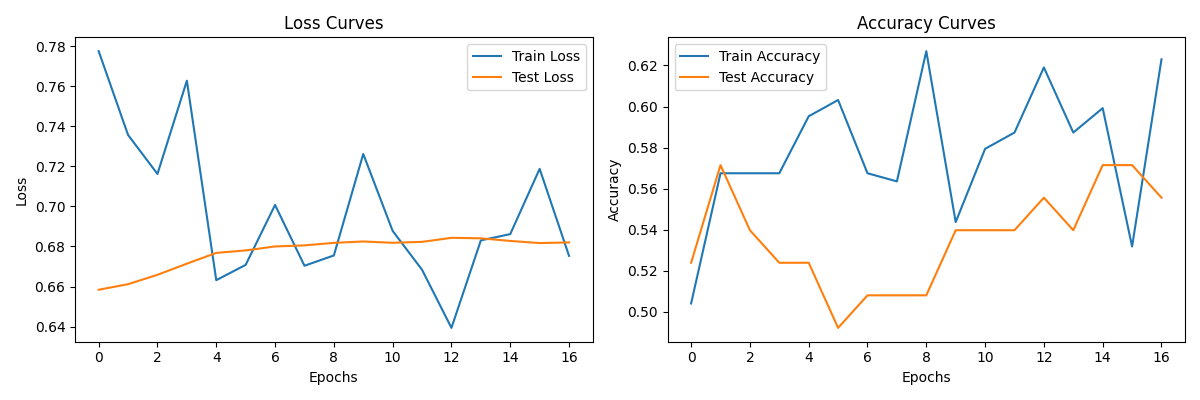 Loss Curves
Loss
0.78
0.76
0.74
0.72
0.70
0.68
0.66
0.64
Train Loss
Test Loss
0 2 4 6 8 10 12 14 16
Epochs
Accuracy Curves
Accuracy
0.62
0.60
0.58
0.56
0.54
0.52
0.50
Train Accuracy
Test Accuracy
0 2 4 6 8 10 12 14 16
Epochs